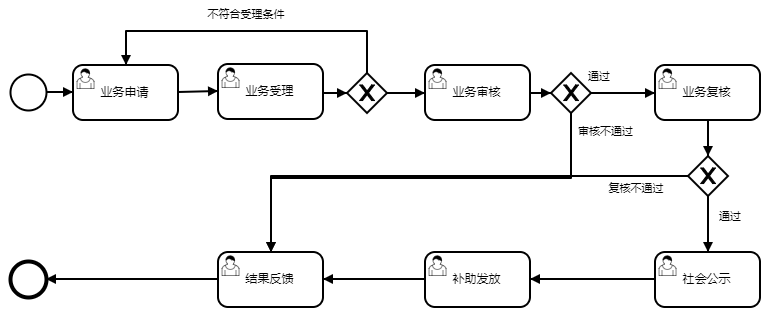 不符合受理条件
业务申请
业务受理
业务审核
通过
业务复核
审核不通过
复核不通过
通过
结果反馈
补助发放
社会公示